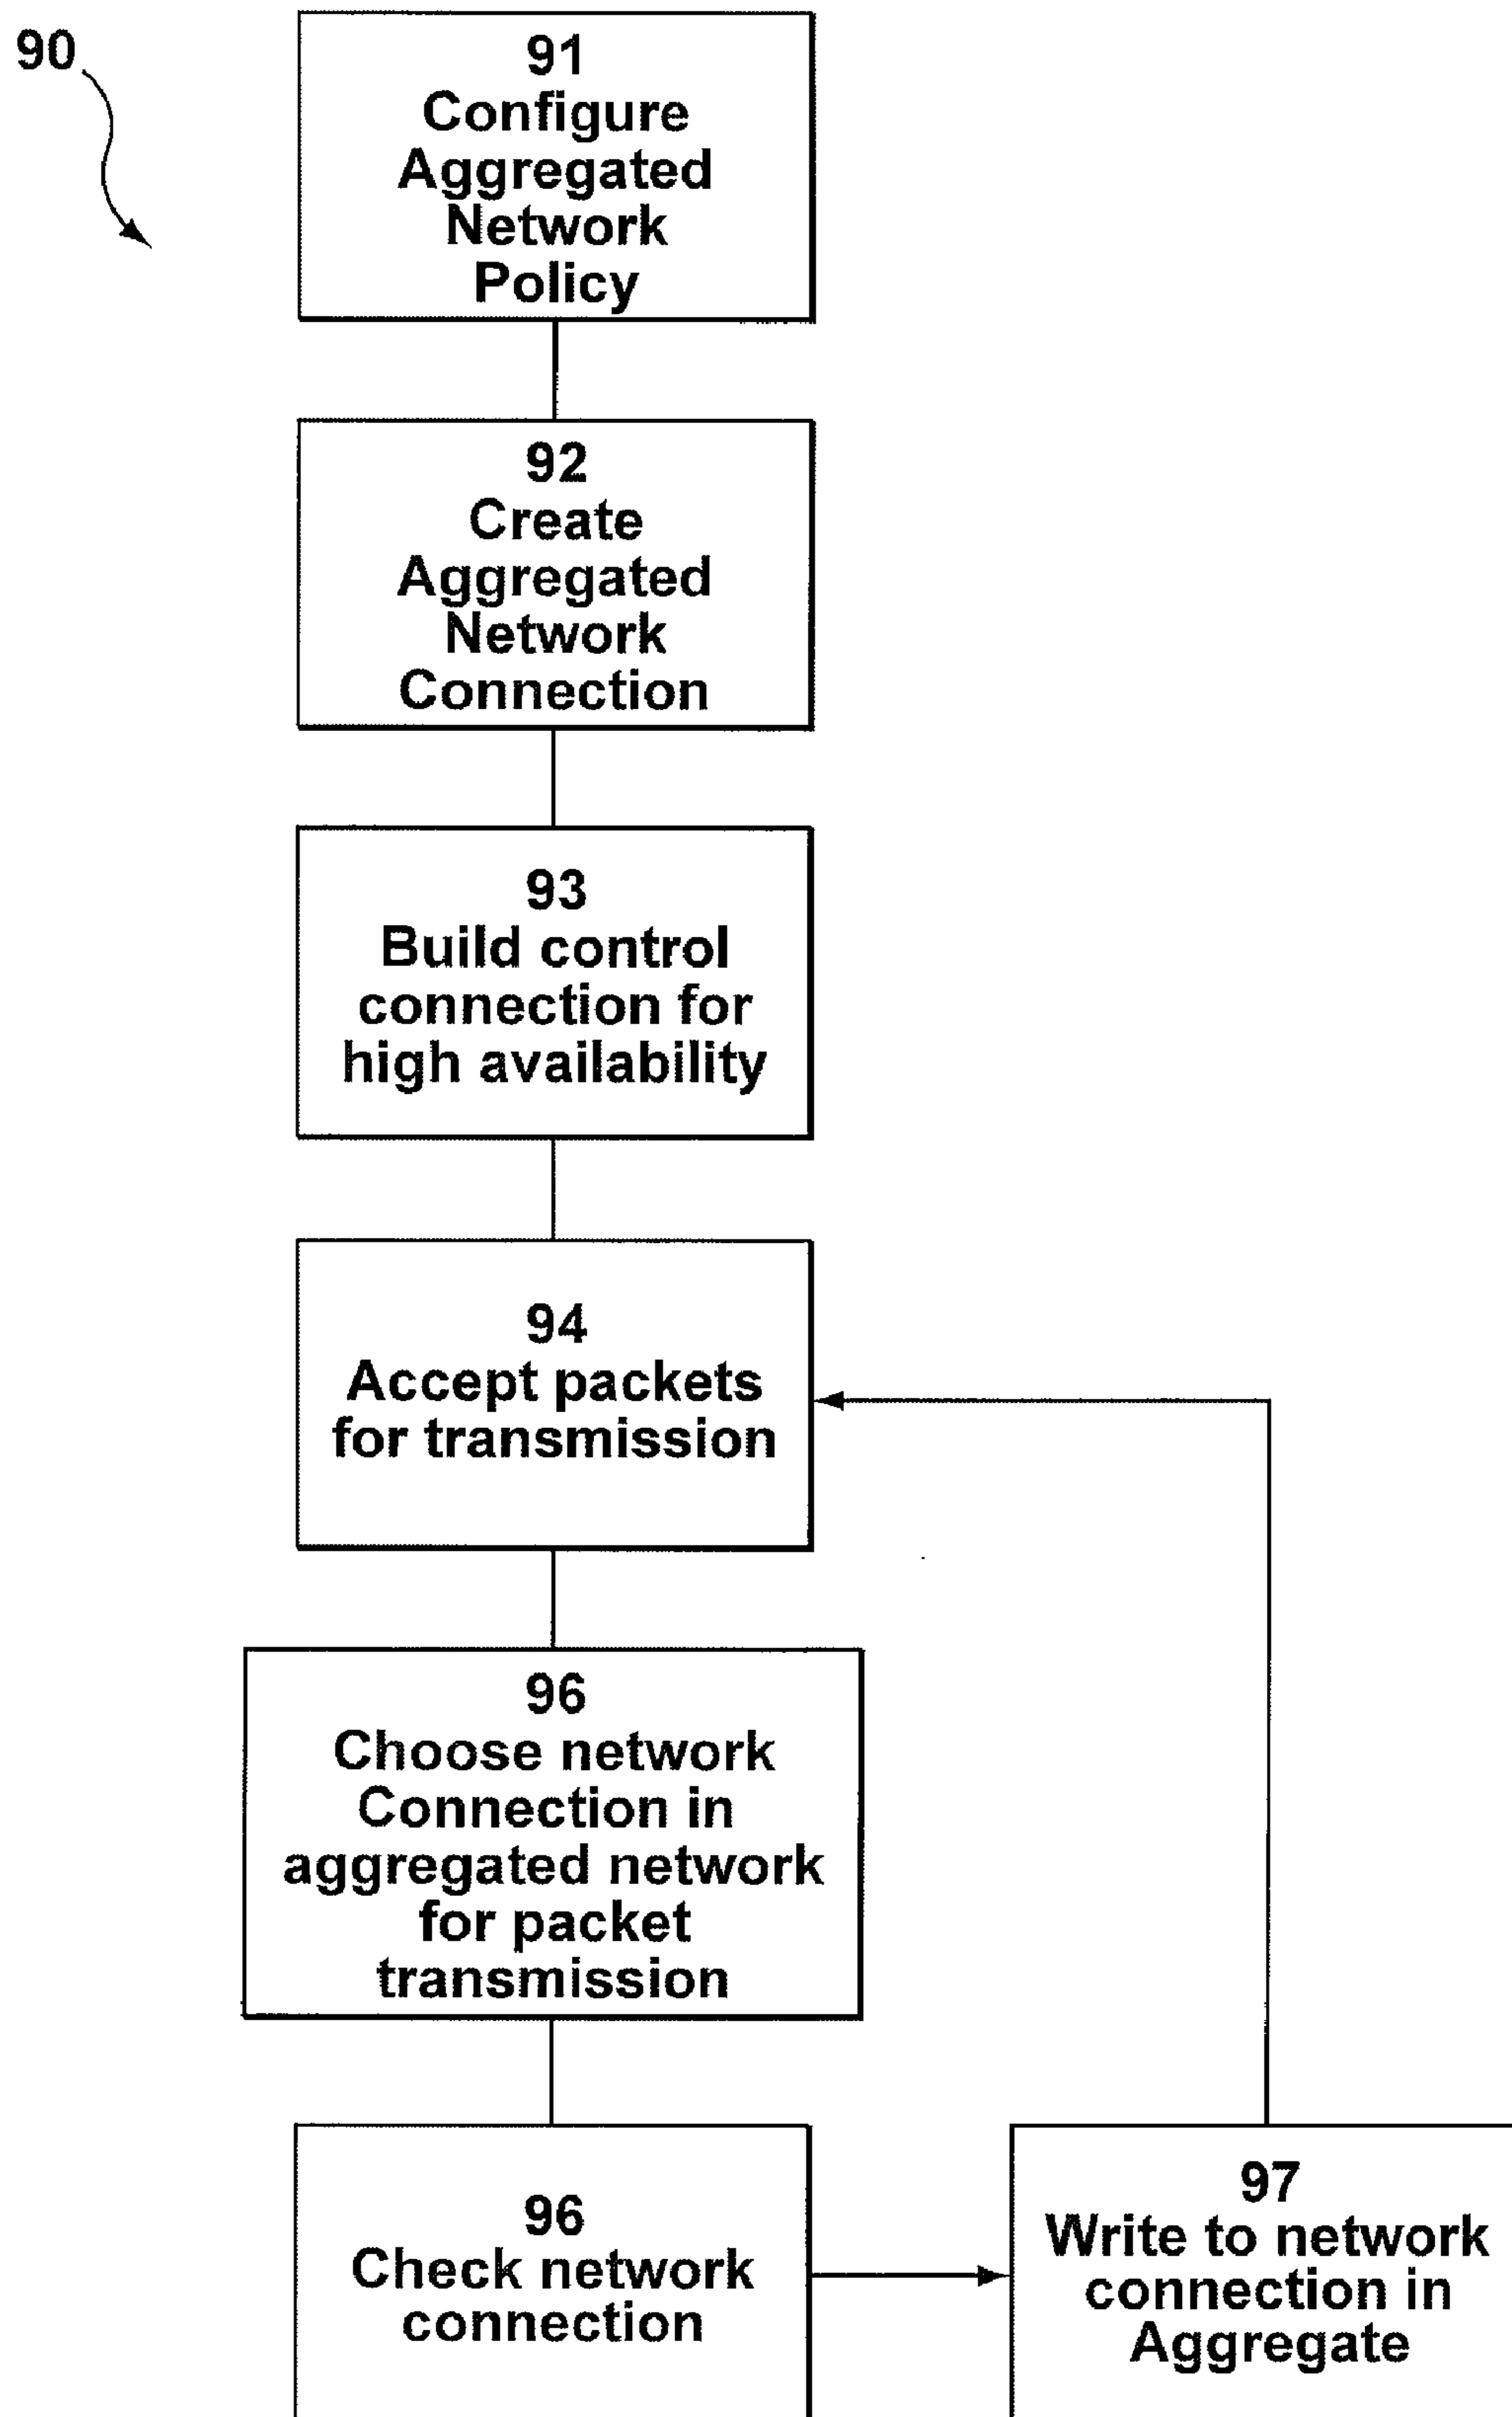 90
91
Configure
Aggregated
Network
Policy
92
Create
Aggregated
Network
Connection
93
Build control
connection for
high availability
94
Accept packets
for transmission
96
Choose network
Connection in
aggregated network
for packet
transmission
96
Check network
connection
97
Write to network
connection in
Aggregate